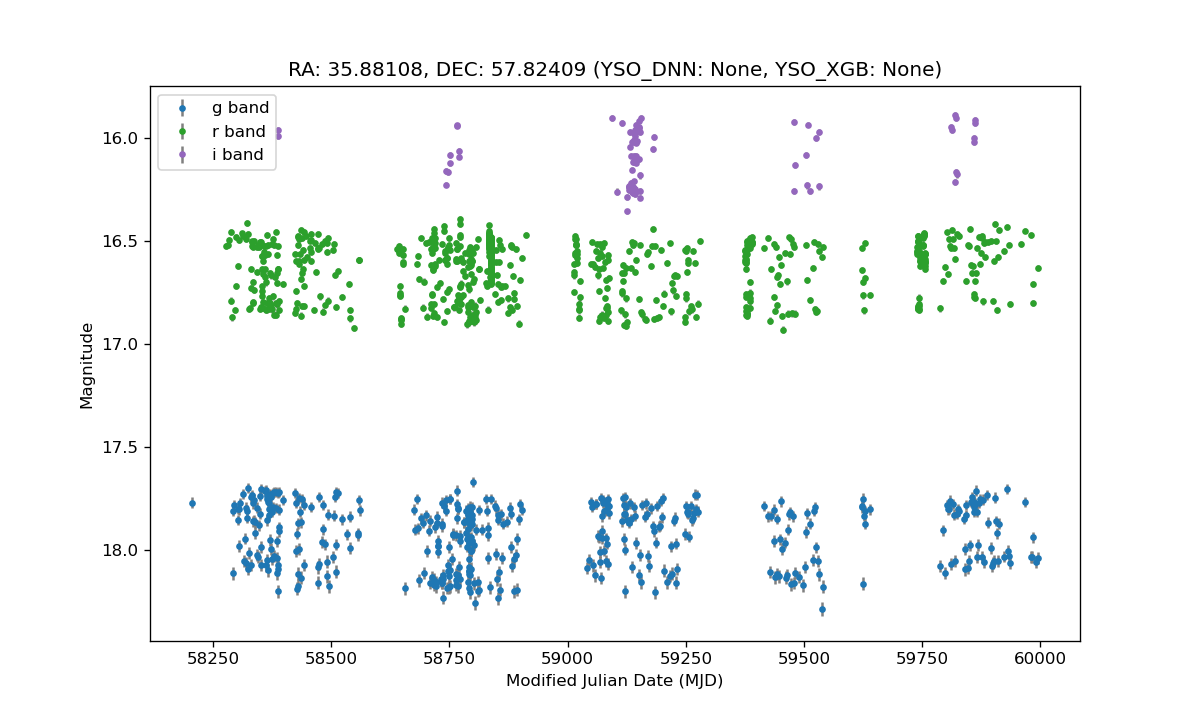 RA: 35.88108, DEC: 57.82409 (YSO_DNN: None, YSO_XGB: None)
g band
r band
i band
16.0
16.5
17.0
17.5
18.0
Magnitude
58250 58500 58750 59000 59250 59500 59750 60000
Modified Julian Date (MJD)